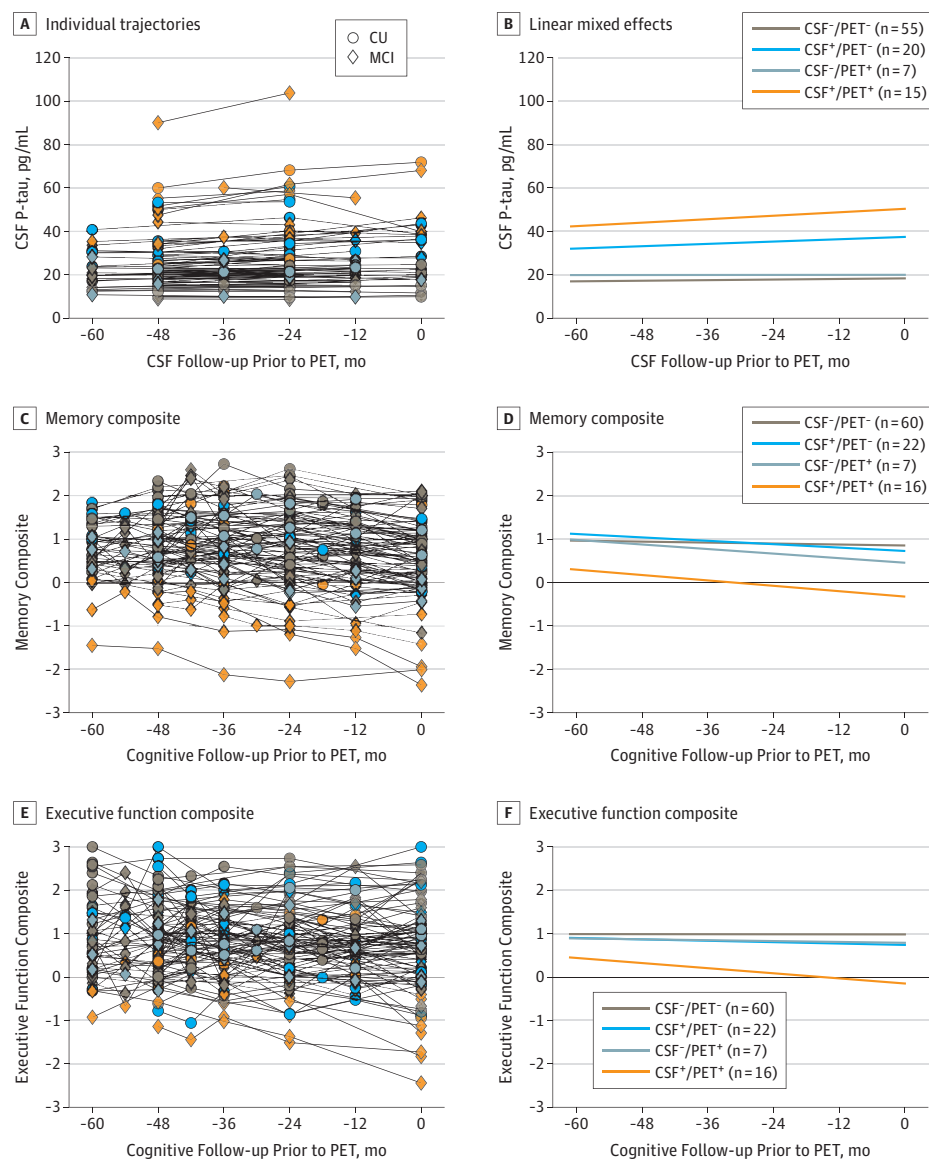 A Individual trajectories
CU
MCI
120
100
80
60
40
20
0
CSF P-tau, pg/mL
-60 -48 -36 -24 -12 0
CSF Follow-up Prior to PET, mo
B Linear mixed effects
CSF⁻/PET⁻ (n=55)
CSF⁺/PET⁻ (n=20)
CSF⁻/PET⁺ (n=7)
CSF⁺/PET⁺ (n=15)
120
100
80
60
40
20
0
CSF P-tau, pg/mL
-60 -48 -36 -24 -12 0
CSF Follow-up Prior to PET, mo
C Memory composite
3
2
1
0
-1
-2
-3
Memory Composite
-60 -48 -36 -24 -12 0
Cognitive Follow-up Prior to PET, mo
D Memory composite
CSF⁻/PET⁻ (n=60)
CSF⁺/PET⁻ (n=22)
CSF⁻/PET⁺ (n=7)
CSF⁺/PET⁺ (n=16)
3
2
1
0
-1
-2
-3
Memory Composite
-60 -48 -36 -24 -12 0
Cognitive Follow-up Prior to PET, mo
E Executive function composite
3
2
1
0
-1
-2
-3
Executive Function Composite
-60 -48 -36 -24 -12 0
Cognitive Follow-up Prior to PET, mo
F Executive function composite
3
2
1
0
-1
-2
-3
Executive Function Composite
CSF⁻/PET⁻ (n=60)
CSF⁺/PET⁻ (n=22)
CSF⁻/PET⁺ (n=7)
CSF⁺/PET⁺ (n=16)
-60 -48 -36 -24 -12 0
Cognitive Follow-up Prior to PET, mo